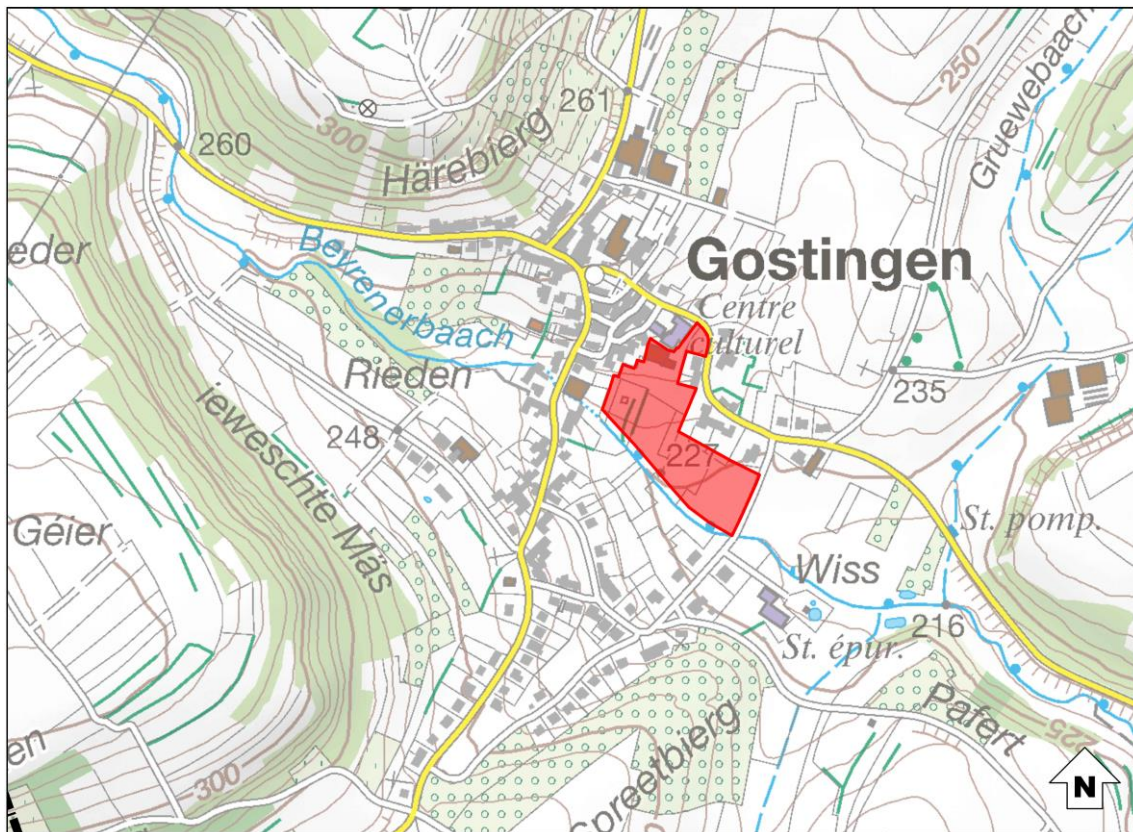 250
261
Gruewebaach
260
300
Härebierg
Gostingen
eder
Beyrenerbaach
Centre
culturel
Rieden
235
248
227
ieweschte Mäs
St. pomp.
Géier
Wiss
216
St. épur.
Pafert
225
en
300
Spreetbierg
N